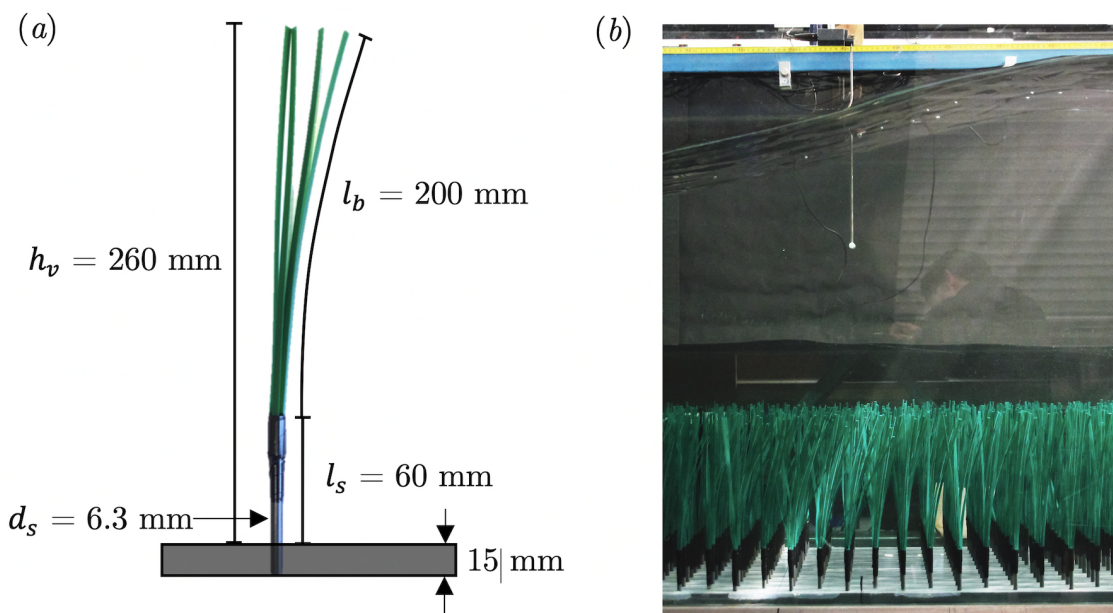 (a)
(b)
l_b = 200 mm
h_v = 260 mm
l_s = 60 mm
d_s = 6.3 mm
15| mm